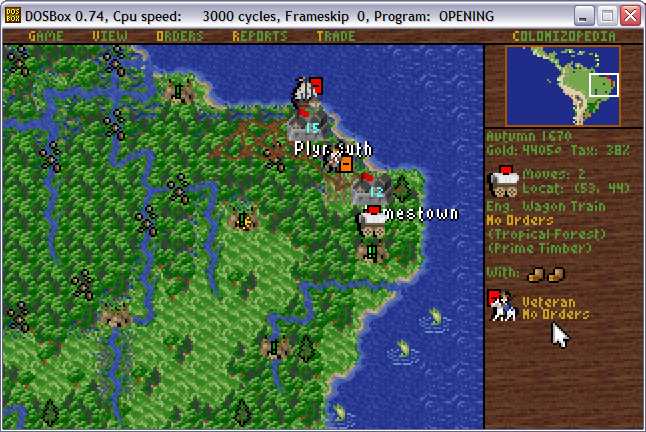 DOSBox 0.74, Cpu speed: 3000 cycles, Frameskip 0, Program: OPENING
GAME VIEW ORDERS REPORTS TRADE COLONIZOPEDIA
Autumn 1670
Gold: 4405¢ Tax: 38%
Moves: 2
Locat: (53, 44)
Eng. Wagon Train
No Orders
(Tropical Forest)
(Prime Timber)
With:
Veteran
No Orders
15
Plymouth
12
mestown